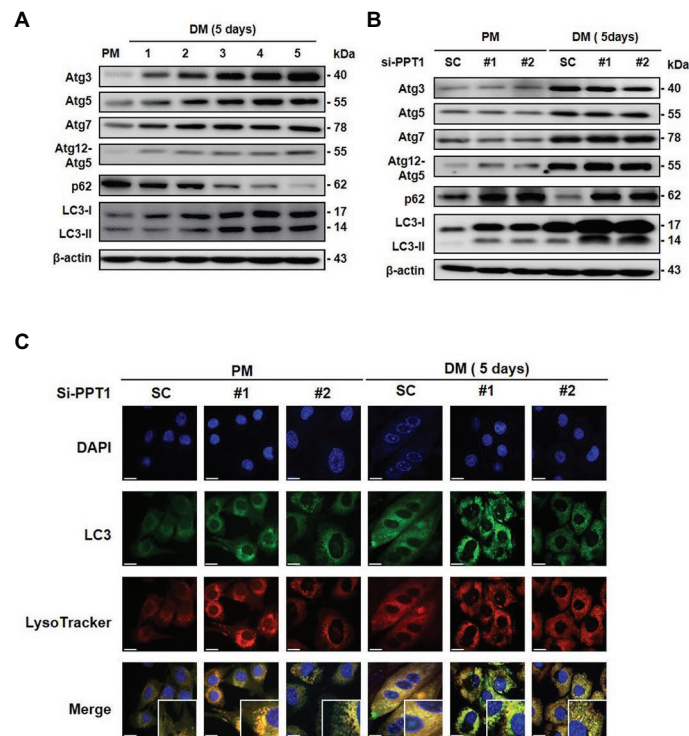 A
DM (5 days)
PM 1 2 3 4 5 kDa
Atg3 - 40
Atg5 - 55
Atg7 - 78
Atg12-
Atg5 - 55
p62 - 62
LC3-I - 17
LC3-II - 14
β-actin - 43
B
PM DM ( 5days)
si-PPT1 SC #1 #2 SC #1 #2 kDa
Atg3 - 40
Atg5 - 55
Atg7 - 78
Atg12-
Atg5 - 55
p62 - 62
LC3-I - 17
LC3-II - 14
β-actin - 43
C
PM DM ( 5 days)
Si-PPT1 SC #1 #2 SC #1 #2
DAPI
LC3
LysoTracker
Merge